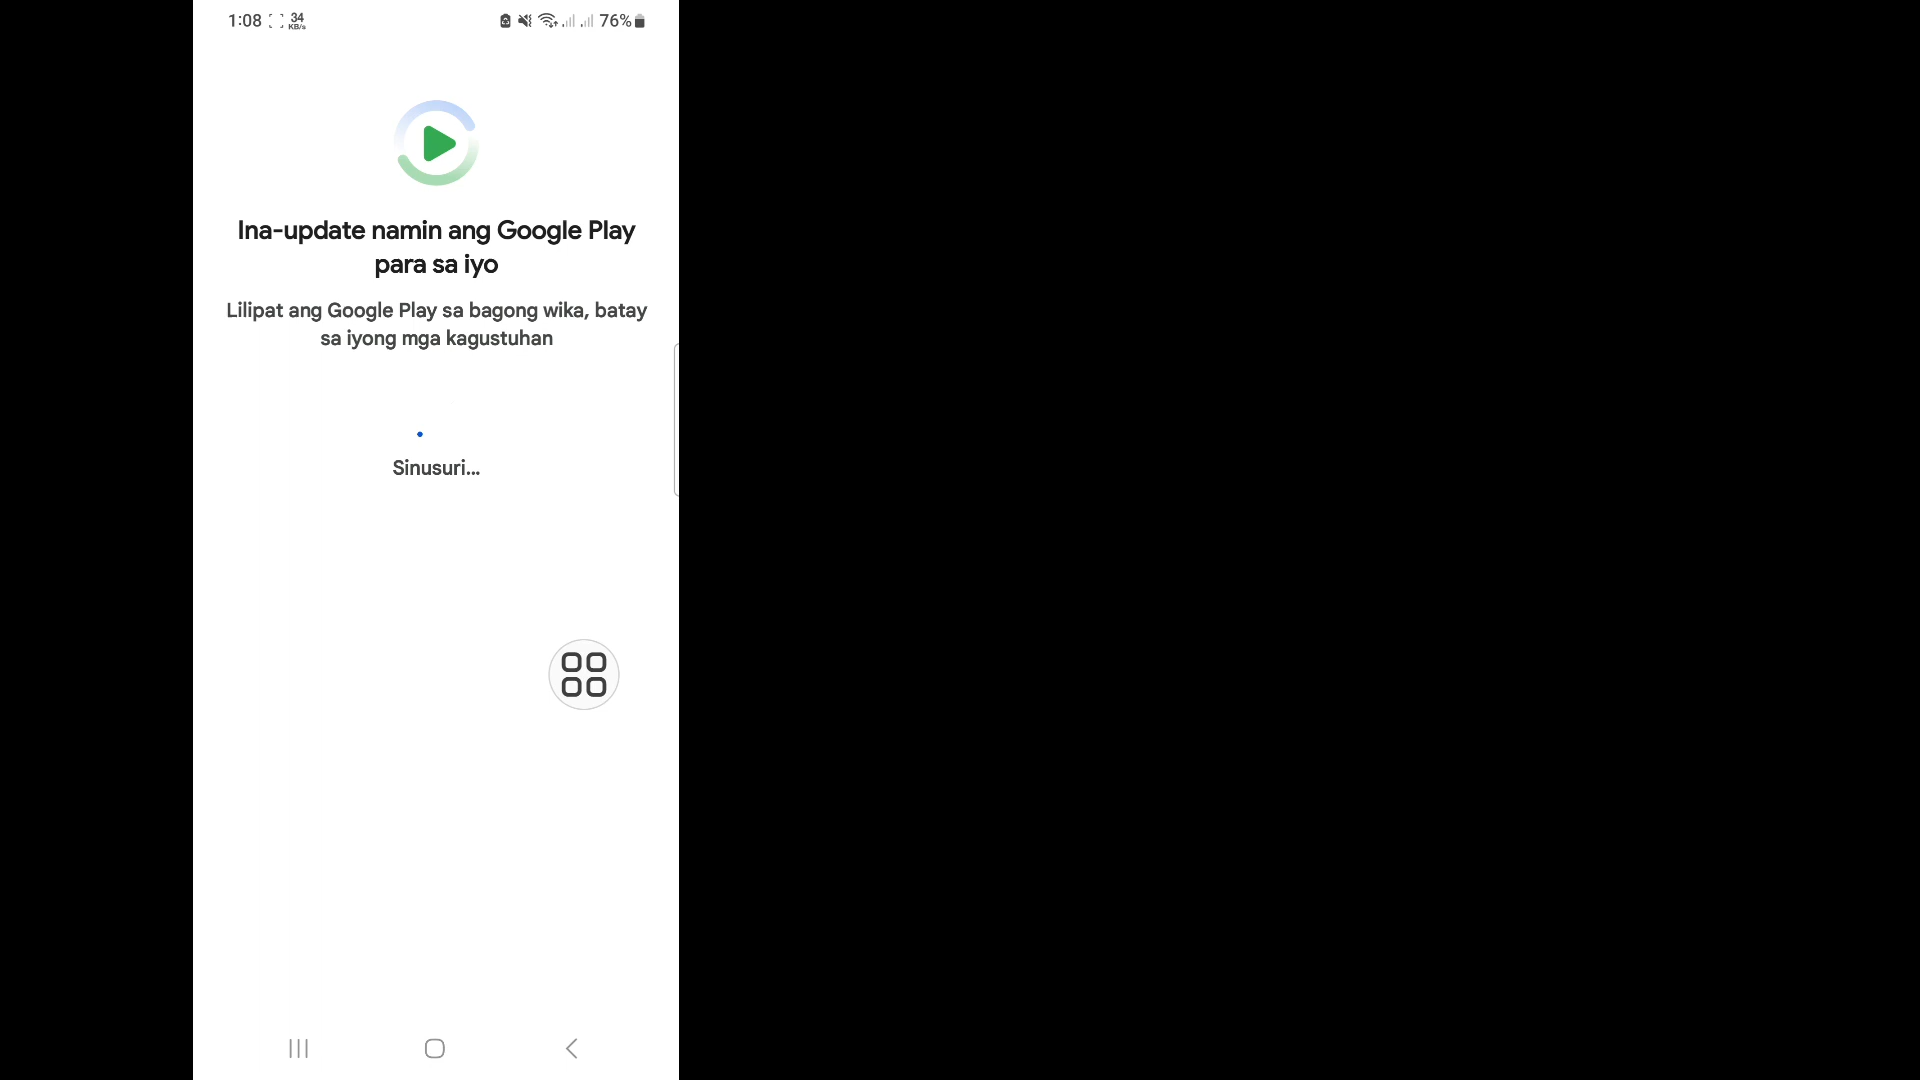 1:08 34 KB/s 76%
Ina-update namin ang Google Play
para sa iyo
Lilipat ang Google Play sa bagong wika, batay
sa iyong mga kagustuhan
Sinusuri...